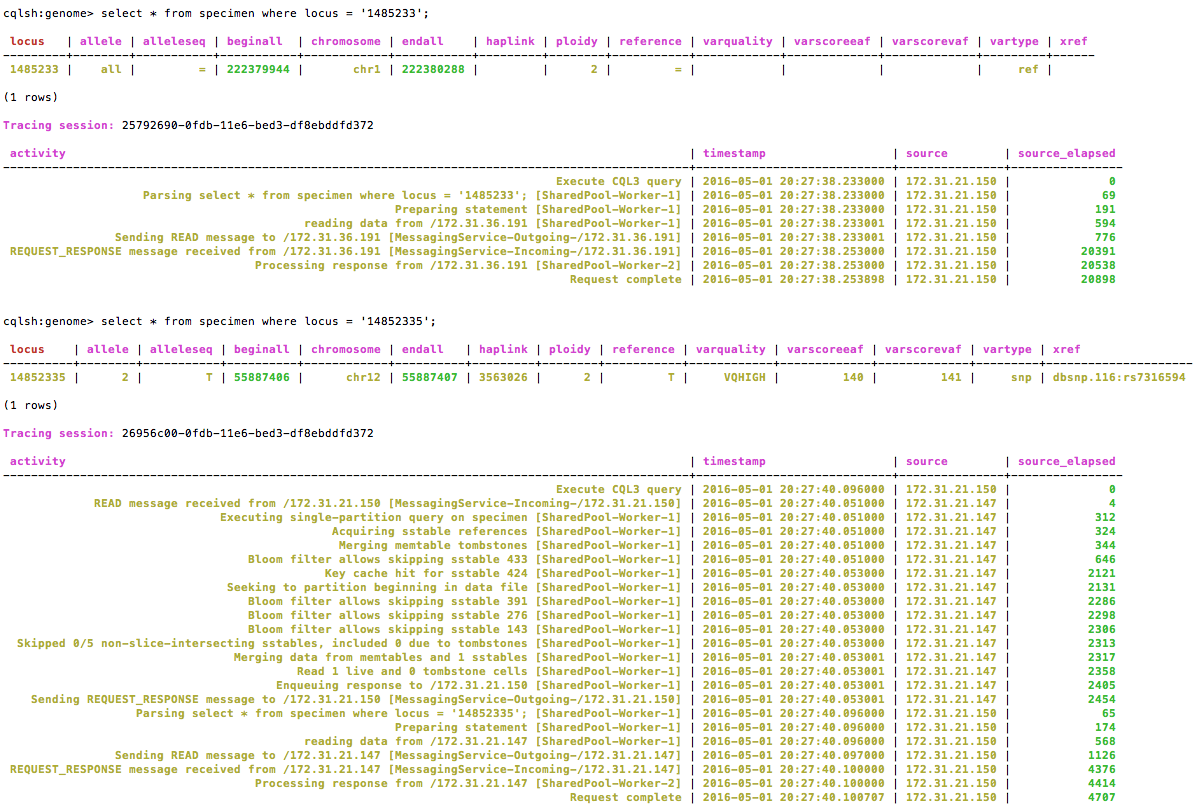 cqlsh:genome> select * from specimen where locus = '1485233';
locus | allele | alleleseq | beginall | chromosome | endall | haplink | ploidy | reference | varquality | varscoreeaf | varscorevaf | vartype | xref
1485233 | all | = | 222379944 | chr1 | 222380288 | | 2 | = | | | | ref |
(1 rows)
Tracing session: 25792690-0fdb-11e6-bed3-df8ebddfd372
activity | timestamp | source | source_elapsed
Execute CQL3 query | 2016-05-01 20:27:38.233000 | 172.31.21.150 | 0
Parsing select * from specimen where locus = '1485233'; [SharedPool-Worker-1] | 2016-05-01 20:27:38.233000 | 172.31.21.150 | 69
Preparing statement [SharedPool-Worker-1] | 2016-05-01 20:27:38.233000 | 172.31.21.150 | 191
reading data from /172.31.36.191 [SharedPool-Worker-1] | 2016-05-01 20:27:38.233001 | 172.31.21.150 | 594
Sending READ message to /172.31.36.191 [MessagingService-Outgoing-/172.31.36.191] | 2016-05-01 20:27:38.233001 | 172.31.21.150 | 776
REQUEST_RESPONSE message received from /172.31.36.191 [MessagingService-Incoming-/172.31.36.191] | 2016-05-01 20:27:38.253000 | 172.31.21.150 | 20391
Processing response from /172.31.36.191 [SharedPool-Worker-2] | 2016-05-01 20:27:38.253000 | 172.31.21.150 | 20538
Request complete | 2016-05-01 20:27:38.253898 | 172.31.21.150 | 20898
cqlsh:genome> select * from specimen where locus = '14852335';
locus | allele | alleleseq | beginall | chromosome | endall | haplink | ploidy | reference | varquality | varscoreeaf | varscorevaf | vartype | xref
14852335 | 2 | T | 55887406 | chr12 | 55887407 | 3563026 | 2 | T | VQHIGH | 140 | 141 | snp | dbsnp.116:rs7316594
(1 rows)
Tracing session: 26956c00-0fdb-11e6-bed3-df8ebddfd372
activity | timestamp | source | source_elapsed
Execute CQL3 query | 2016-05-01 20:27:40.096000 | 172.31.21.150 | 0
READ message received from /172.31.21.150 [MessagingService-Incoming-/172.31.21.150] | 2016-05-01 20:27:40.051000 | 172.31.21.147 | 4
Executing single-partition query on specimen [SharedPool-Worker-1] | 2016-05-01 20:27:40.051000 | 172.31.21.147 | 312
Acquiring sstable references [SharedPool-Worker-1] | 2016-05-01 20:27:40.051000 | 172.31.21.147 | 324
Merging memtable tombstones [SharedPool-Worker-1] | 2016-05-01 20:27:40.051000 | 172.31.21.147 | 344
Bloom filter allows skipping sstable 433 [SharedPool-Worker-1] | 2016-05-01 20:27:40.051000 | 172.31.21.147 | 646
Key cache hit for sstable 424 [SharedPool-Worker-1] | 2016-05-01 20:27:40.053000 | 172.31.21.147 | 2121
Seeking to partition beginning in data file [SharedPool-Worker-1] | 2016-05-01 20:27:40.053000 | 172.31.21.147 | 2131
Bloom filter allows skipping sstable 391 [SharedPool-Worker-1] | 2016-05-01 20:27:40.053000 | 172.31.21.147 | 2286
Bloom filter allows skipping sstable 276 [SharedPool-Worker-1] | 2016-05-01 20:27:40.053000 | 172.31.21.147 | 2298
Bloom filter allows skipping sstable 143 [SharedPool-Worker-1] | 2016-05-01 20:27:40.053000 | 172.31.21.147 | 2306
Skipped 0/5 non-slice-intersecting sstables, included 0 due to tombstones [SharedPool-Worker-1] | 2016-05-01 20:27:40.053000 | 172.31.21.147 | 2313
Merging data from memtables and 1 sstables [SharedPool-Worker-1] | 2016-05-01 20:27:40.053001 | 172.31.21.147 | 2317
Read 1 live and 0 tombstone cells [SharedPool-Worker-1] | 2016-05-01 20:27:40.053001 | 172.31.21.147 | 2358
Enqueuing response to /172.31.21.150 [SharedPool-Worker-1] | 2016-05-01 20:27:40.053001 | 172.31.21.147 | 2405
Sending REQUEST_RESPONSE message to /172.31.21.150 [MessagingService-Outgoing-/172.31.21.150] | 2016-05-01 20:27:40.053001 | 172.31.21.147 | 2454
Parsing select * from specimen where locus = '14852335'; [SharedPool-Worker-1] | 2016-05-01 20:27:40.096000 | 172.31.21.150 | 65
Preparing statement [SharedPool-Worker-1] | 2016-05-01 20:27:40.096000 | 172.31.21.150 | 174
reading data from /172.31.21.147 [SharedPool-Worker-1] | 2016-05-01 20:27:40.096000 | 172.31.21.150 | 568
Sending READ message to /172.31.21.147 [MessagingService-Outgoing-/172.31.21.147] | 2016-05-01 20:27:40.097000 | 172.31.21.150 | 1126
REQUEST_RESPONSE message received from /172.31.21.147 [MessagingService-Incoming-/172.31.21.147] | 2016-05-01 20:27:40.100000 | 172.31.21.150 | 4376
Processing response from /172.31.21.147 [SharedPool-Worker-2] | 2016-05-01 20:27:40.100000 | 172.31.21.150 | 4414
Request complete | 2016-05-01 20:27:40.100707 | 172.31.21.150 | 4707